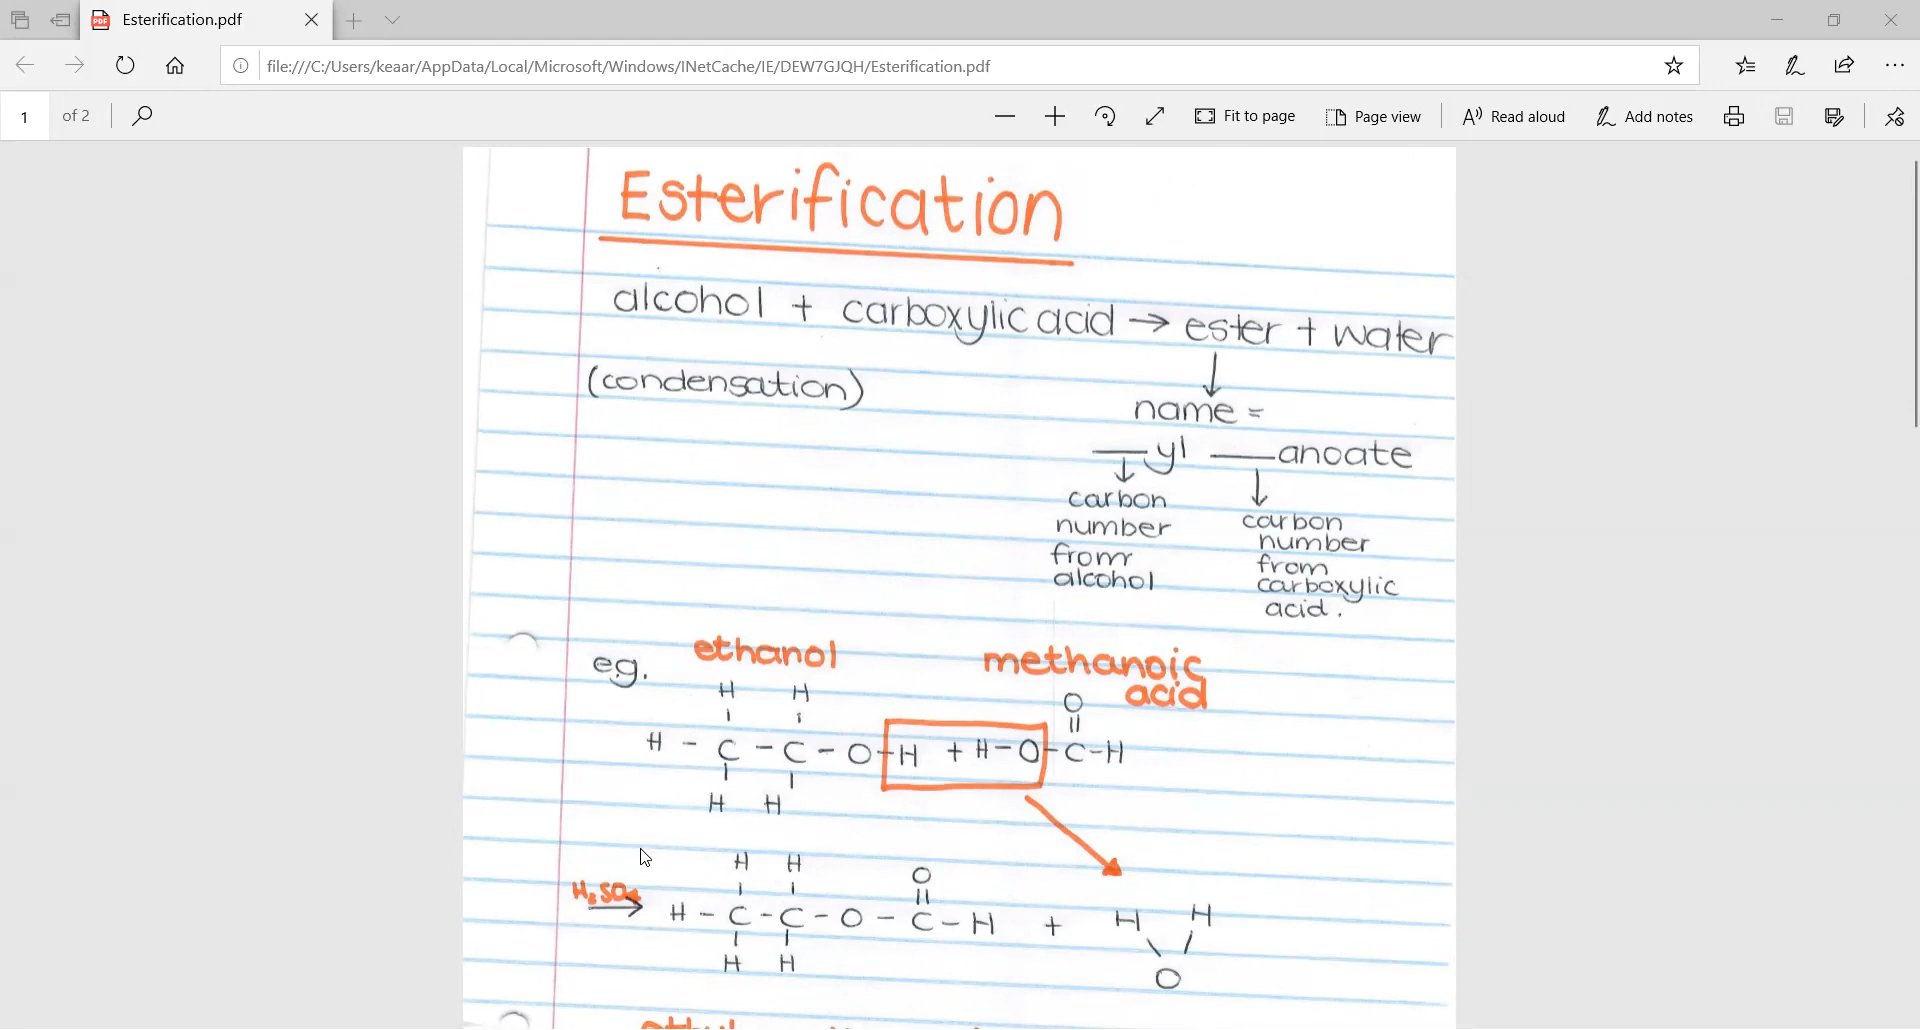 Esterification.pdf
file:///C:/Users/keaar/AppData/Local/Microsoft/Windows/INetCache/IE/DEW7GJQH/Esterification.pdf
1 of 2
Fit to page
Page view
Read aloud
Add notes
Esterification
alcohol + carboxylic acid → ester + water
(condensation)
name =
___yl ___anoate
carbon number from alcohol
carbon number from carboxylic acid.
eg. ethanol methanoic acid
H H O
H - C - C - O - H + H - O - C - H
H H
H H O
H₂SO₄ → H - C - C - O - C - H + H H
H H O